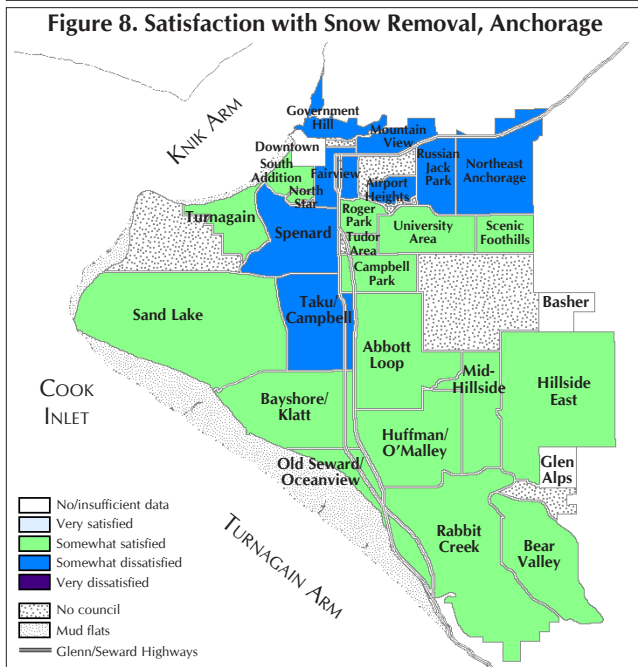 Figure 8. Satisfaction with Snow Removal, Anchorage
KNIK ARM
Government
Hill
Mountain
View
Downtown
South
Addition
Fairview
Russian
Jack
Park
Northeast
Anchorage
North
Star
Airport
Heights
Turnagain
Roger
Park
University
Area
Scenic
Foothills
Spenard
Tudor
Area
Campbell
Park
Sand Lake
Taku/
Campbell
Basher
Abbott
Loop
Mid-
Hillside
Hillside
East
COOK
INLET
Bayshore/
Klatt
Huffman/
O'Malley
Old Seward/
Oceanview
Glen
Alps
TURNAGAIN ARM
Rabbit
Creek
Bear
Valley
No/insufficient data
Very satisfied
Somewhat satisfied
Somewhat dissatisfied
Very dissatisfied
No council
Mud flats
Glenn/Seward Highways